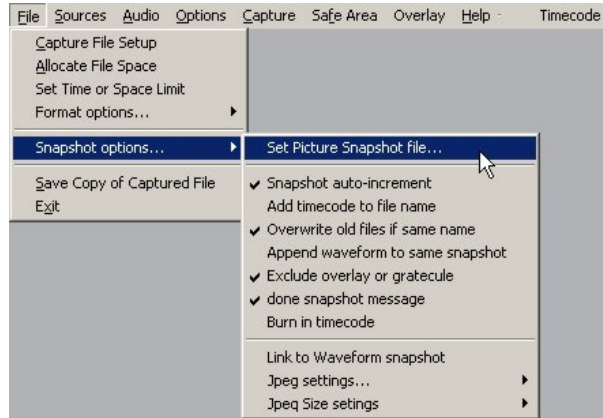 File Sources Audio Options Capture Safe Area Overlay Help Timecode
Capture File Setup
Allocate File Space
Set Time or Space Limit
Format options...
Snapshot options...
Save Copy of Captured File
Exit
Set Picture Snapshot file...
Snapshot auto-increment
Add timecode to file name
Overwrite old files if same name
Append waveform to same snapshot
Exclude overlay or gratecule
done snapshot message
Burn in timecode
Link to Waveform snapshot
Jpeg settings...
Jpeg Size setings